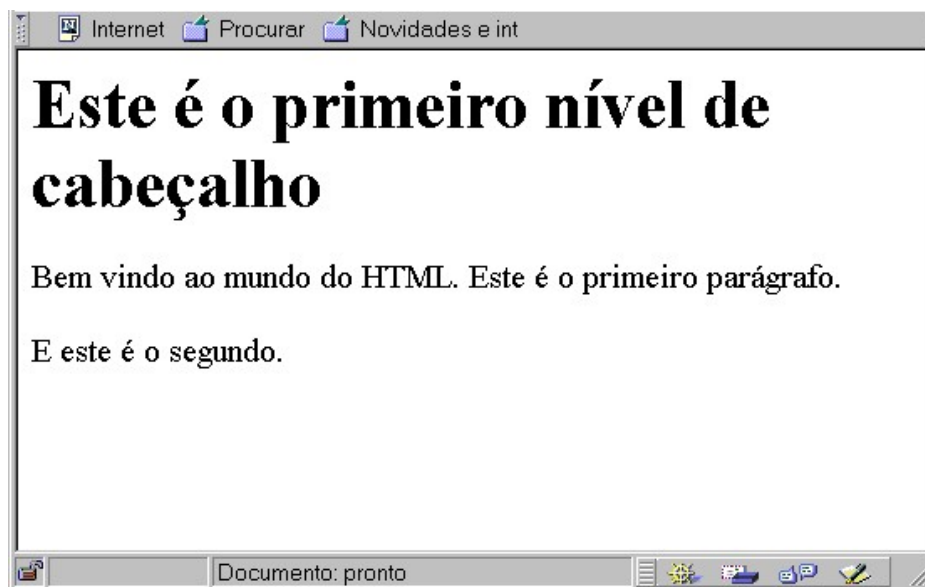 Internet Procurar Novidades e int
Este é o primeiro nível de
cabeçalho
Bem vindo ao mundo do HTML. Este é o primeiro parágrafo.
E este é o segundo.
Documento: pronto